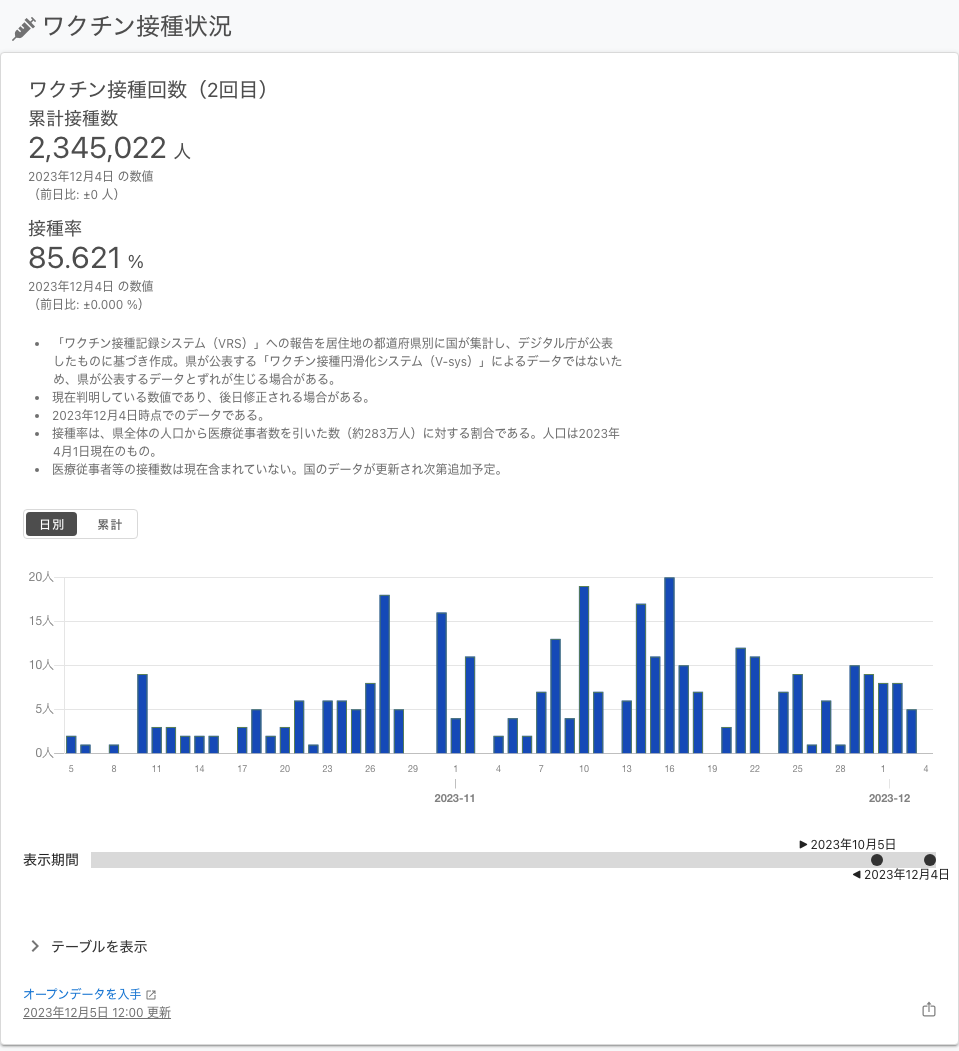 ワクチン接種状況
ワクチン接種回数（2回目）
累計接種数
2,345,022 人
2023年12月4日 の数値
（前日比: ±0 人）
接種率
85.621 %
2023年12月4日 の数値
（前日比: ±0.000 %）
• 「ワクチン接種記録システム（VRS）」への報告を居住地の都道府県別に国が集計し、デジタル庁が公表
したものに基づき作成。県が公表する「ワクチン接種円滑化システム（V-sys）」によるデータではないた
め、県が公表するデータとずれが生じる場合がある。
• 現在判明している数値であり、後日修正される場合がある。
• 2023年12月4日時点でのデータである。
• 接種率は、県全体の人口から医療従事者数を引いた数（約283万人）に対する割合である。人口は2023年
4月1日現在のもの。
• 医療従事者等の接種数は現在含まれていない。国のデータが更新され次第追加予定。
日別 累計
20人
15人
10人
5人
0人
5 8 11 14 17 20 23 26 29 1 4 7 10 13 16 19 22 25 28 1 4
2023-11 2023-12
▶ 2023年10月5日
表示期間
◀ 2023年12月4日
テーブルを表示
オープンデータを入手
2023年12月5日 12:00 更新